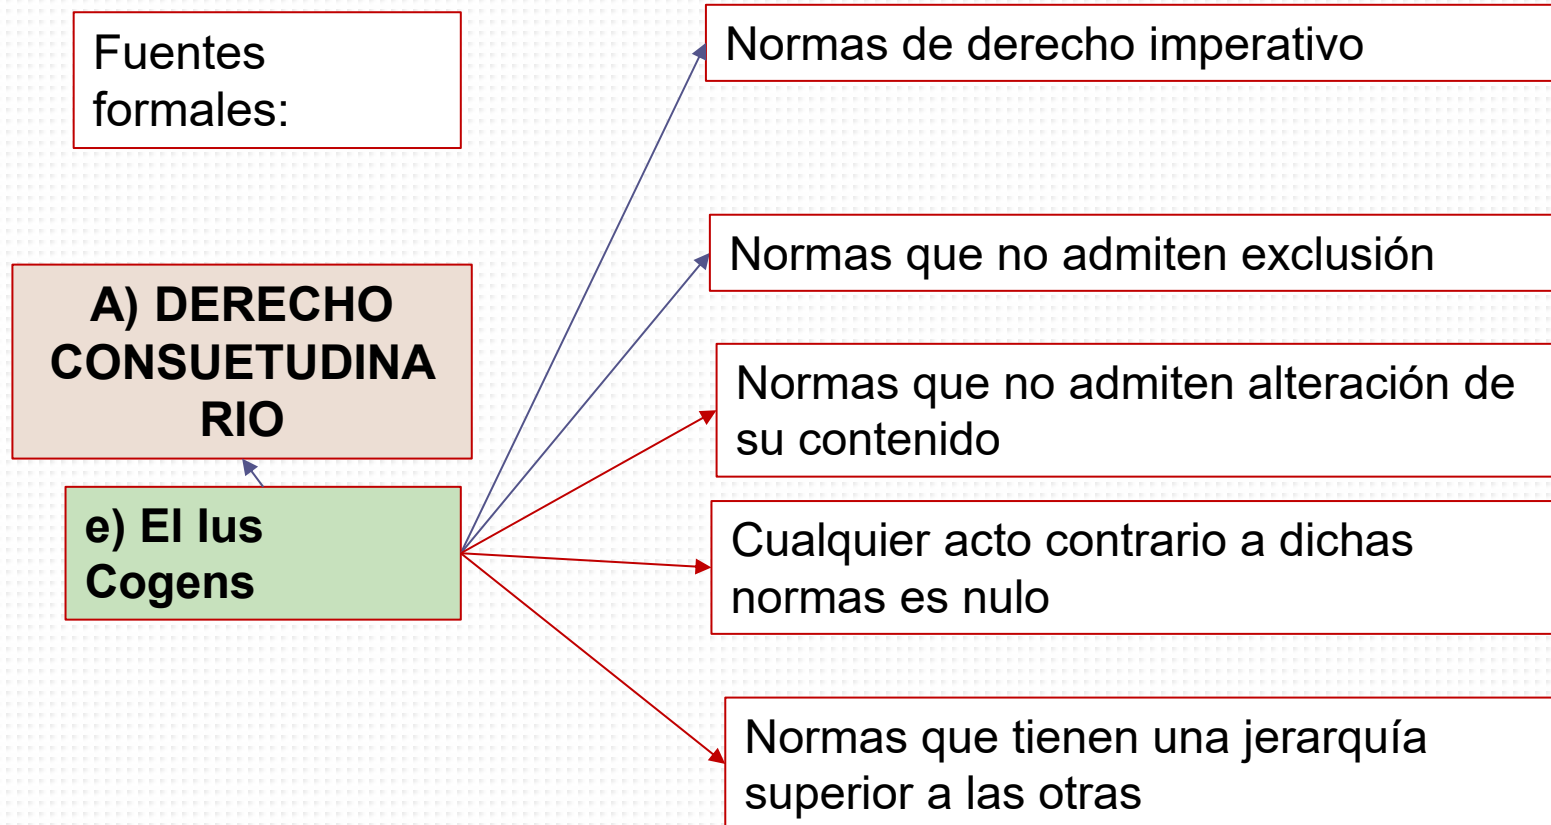 Fuentes
formales:
A) DERECHO
CONSUETUDINA
RIO
e) El Ius
Cogens
Normas de derecho imperativo
Normas que no admiten exclusión
Normas que no admiten alteración de
su contenido
Cualquier acto contrario a dichas
normas es nulo
Normas que tienen una jerarquía
superior a las otras